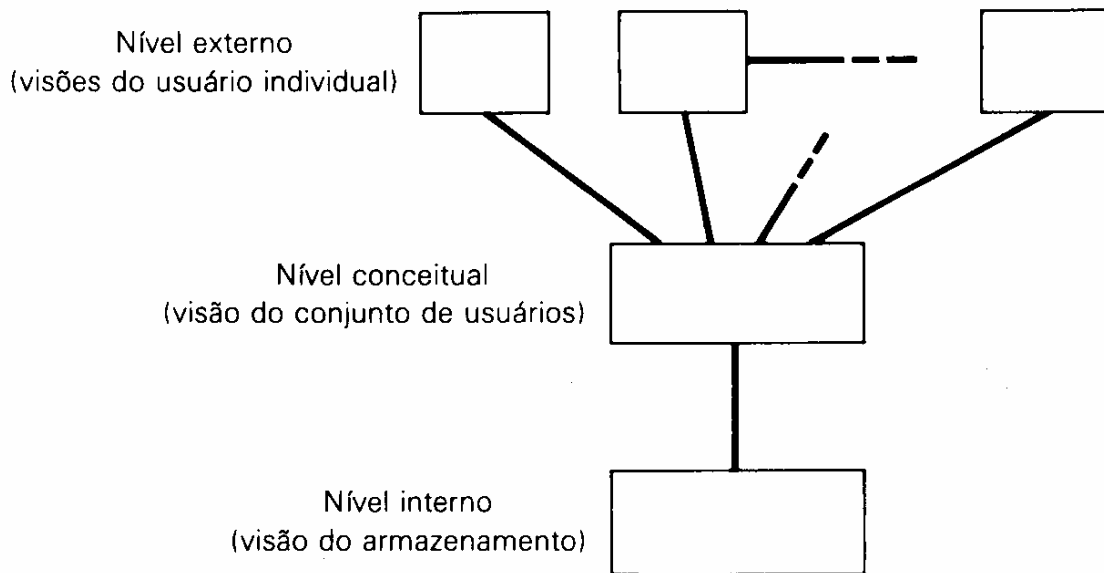 Nível externo
(visões do usuário individual)
Nível conceitual
(visão do conjunto de usuários)
Nível interno
(visão do armazenamento)